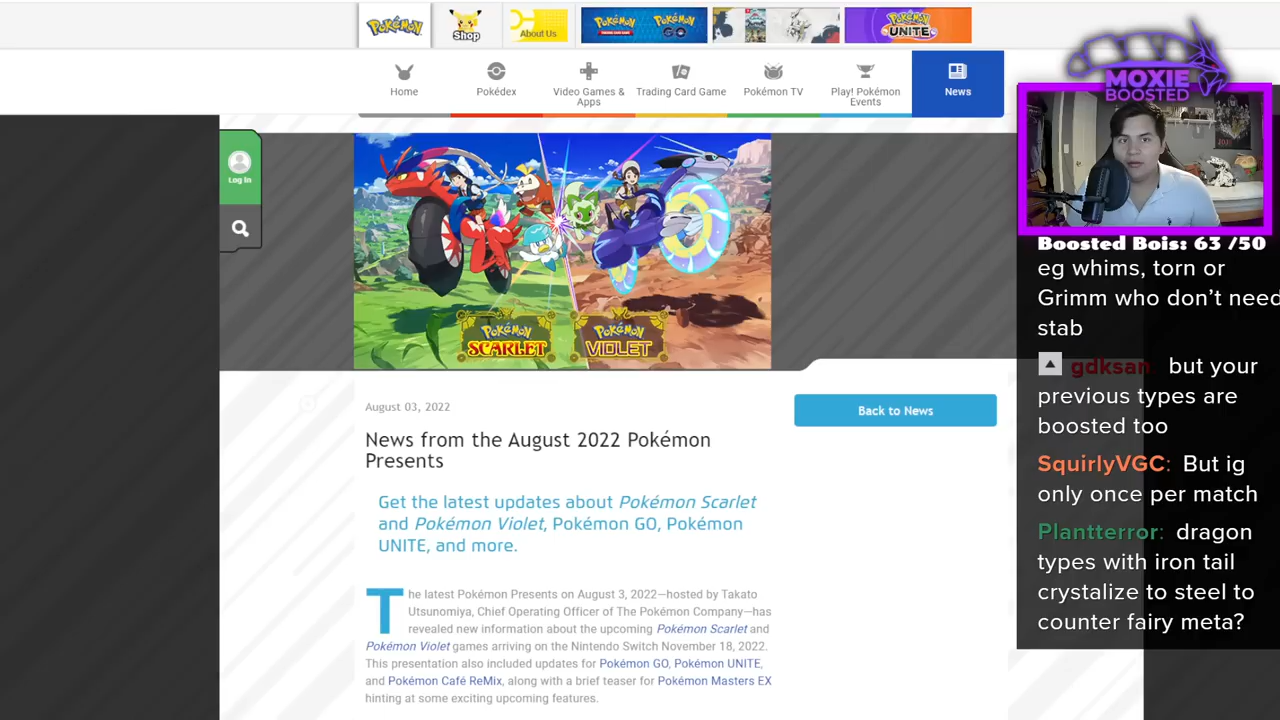 Pokémon
Shop
About Us
Pokémon
Pokémon
GO
Pokémon
UNITE
Home
Pokédex
Video Games &
Apps
Trading Card Game
Pokémon TV
Play! Pokémon
Events
News
MOXIE
BOOSTED
Log In
Pokémon
SCARLET
Pokémon
VIOLET
August 03, 2022
Back to News
News from the August 2022 Pokémon
Presents
Get the latest updates about Pokémon Scarlet
and Pokémon Violet, Pokémon GO, Pokémon
UNITE, and more.
The latest Pokémon Presents on August 3, 2022—hosted by Takato
Utsunomiya, Chief Operating Officer of The Pokémon Company—has
revealed new information about the upcoming Pokémon Scarlet and
Pokémon Violet games arriving on the Nintendo Switch November 18, 2022.
This presentation also included updates for Pokémon GO, Pokémon UNITE,
and Pokémon Café ReMix, along with a brief teaser for Pokémon Masters EX
hinting at some exciting upcoming features.
Boosted Bois: 63 /50
eg whims, torn or
Grimm who don't need
stab
gdksan but your
previous types are
boosted too
SquirlyVGC: But ig
only once per match
Plantterror: dragon
types with iron tail
crystalize to steel to
counter fairy meta?